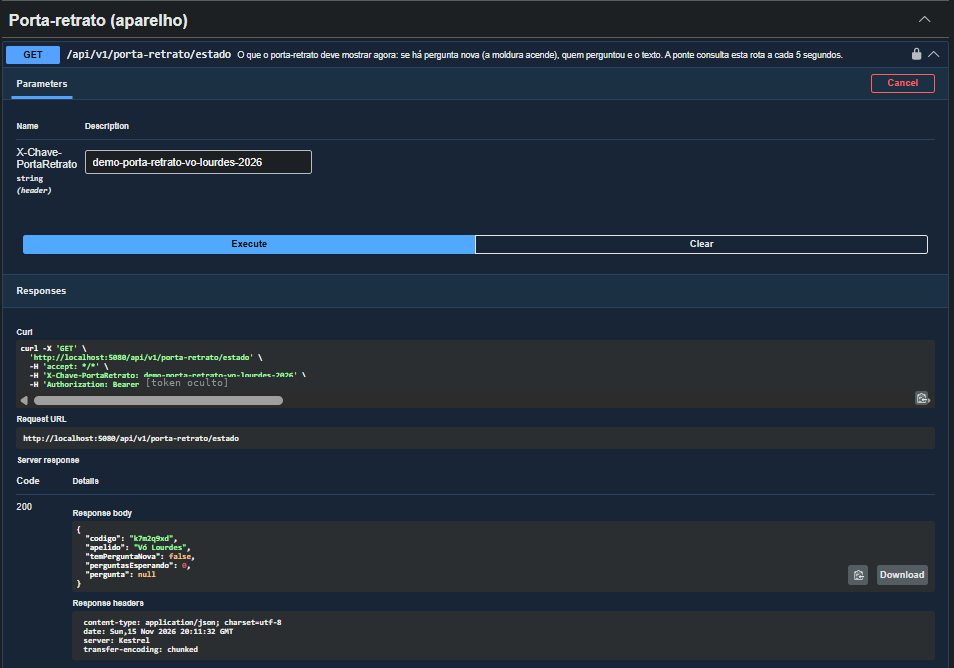 Porta-retrato (aparelho)
GET /api/v1/porta-retrato/estado O que o porta-retrato deve mostrar agora: se há pergunta nova (a moldura acende), quem perguntou e o texto. A ponte consulta esta rota a cada 5 segundos.
Parameters
Cancel
Name Description
X-Chave-
PortaRetrato
string
(header)
demo-porta-retrato-vo-lourdes-2026
Execute Clear
Responses
Curl
curl -X 'GET' \
'http://localhost:5080/api/v1/porta-retrato/estado' \
-H 'accept: */*' \
-H 'X-Chave-PortaRetrato: demo-porta-retrato-vo-lourdes-2026' \
-H 'Authorization: Bearer [token oculto]
Request URL
http://localhost:5080/api/v1/porta-retrato/estado
Server response
Code Details
200
Response body
{
"codigo": "k7m2q9xd",
"apelido": "Vó Lourdes",
"temPerguntaNova": false,
"perguntasEsperando": 0,
"pergunta": null
}
Download
Response headers
content-type: application/json; charset=utf-8
date: Sun,15 Nov 2026 20:11:32 GMT
server: Kestrel
transfer-encoding: chunked